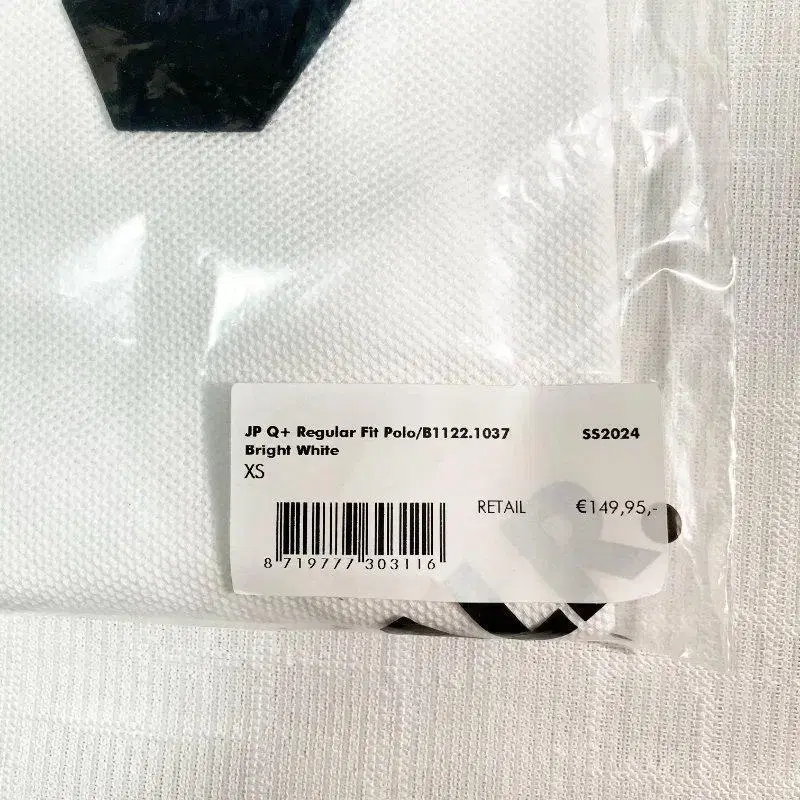 JP Q+ Regular Fit Polo/B1122.1037 SS2024
Bright White
XS
RETAIL €149,95,-
8 719777 303116